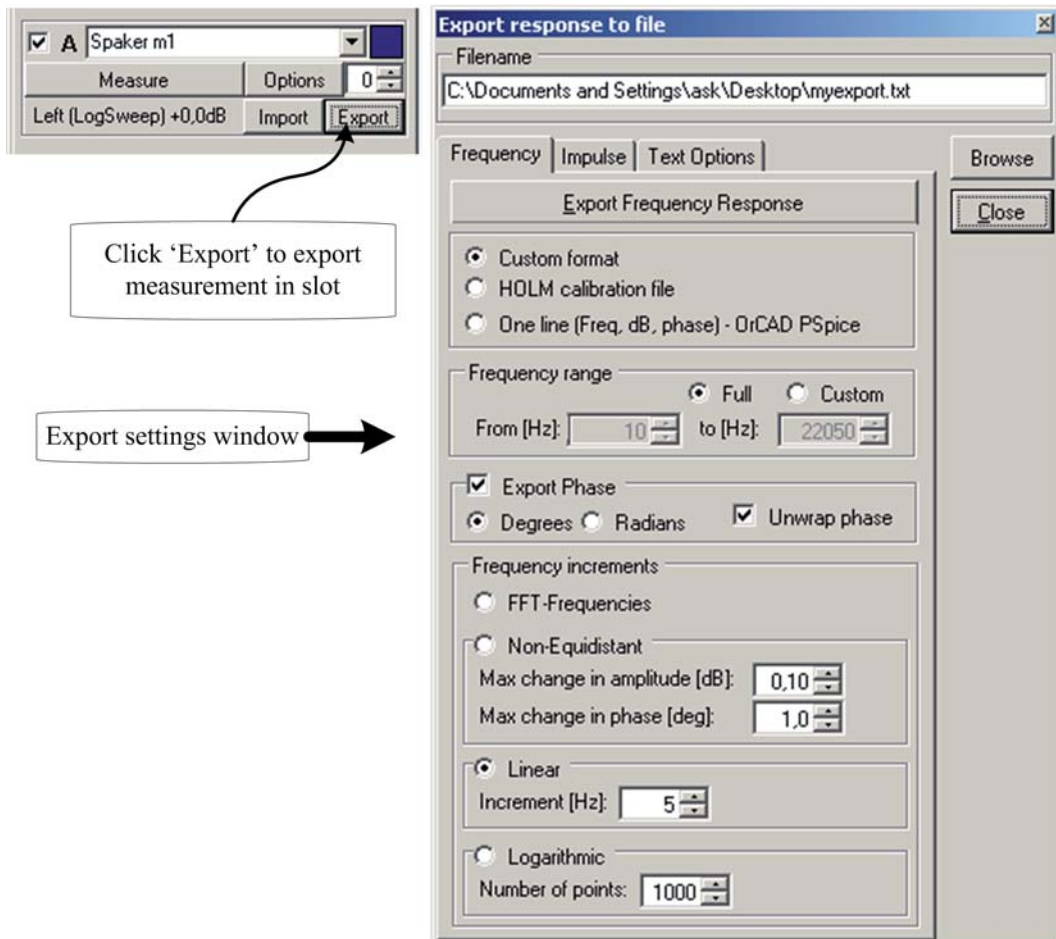 A Spaker m1
Measure Options 0
Left (LogSweep) +0,0dB Import Export
Click ‘Export’ to export
measurement in slot
Export settings window
Export response to file
Filename
C:\Documents and Settings\ask\Desktop\myexport.txt
Frequency Impulse Text Options
Browse
Close
Export Frequency Response
Custom format
HOLM calibration file
One line (Freq, dB, phase) - OrCAD PSpice
Frequency range
Full Custom
From [Hz]: 10 to [Hz]: 22050
Export Phase
Degrees Radians Unwrap phase
Frequency increments
FFT-Frequencies
Non-Equidistant
Max change in amplitude [dB]: 0,10
Max change in phase [deg]: 1,0
Linear
Increment [Hz]: 5
Logarithmic
Number of points: 1000